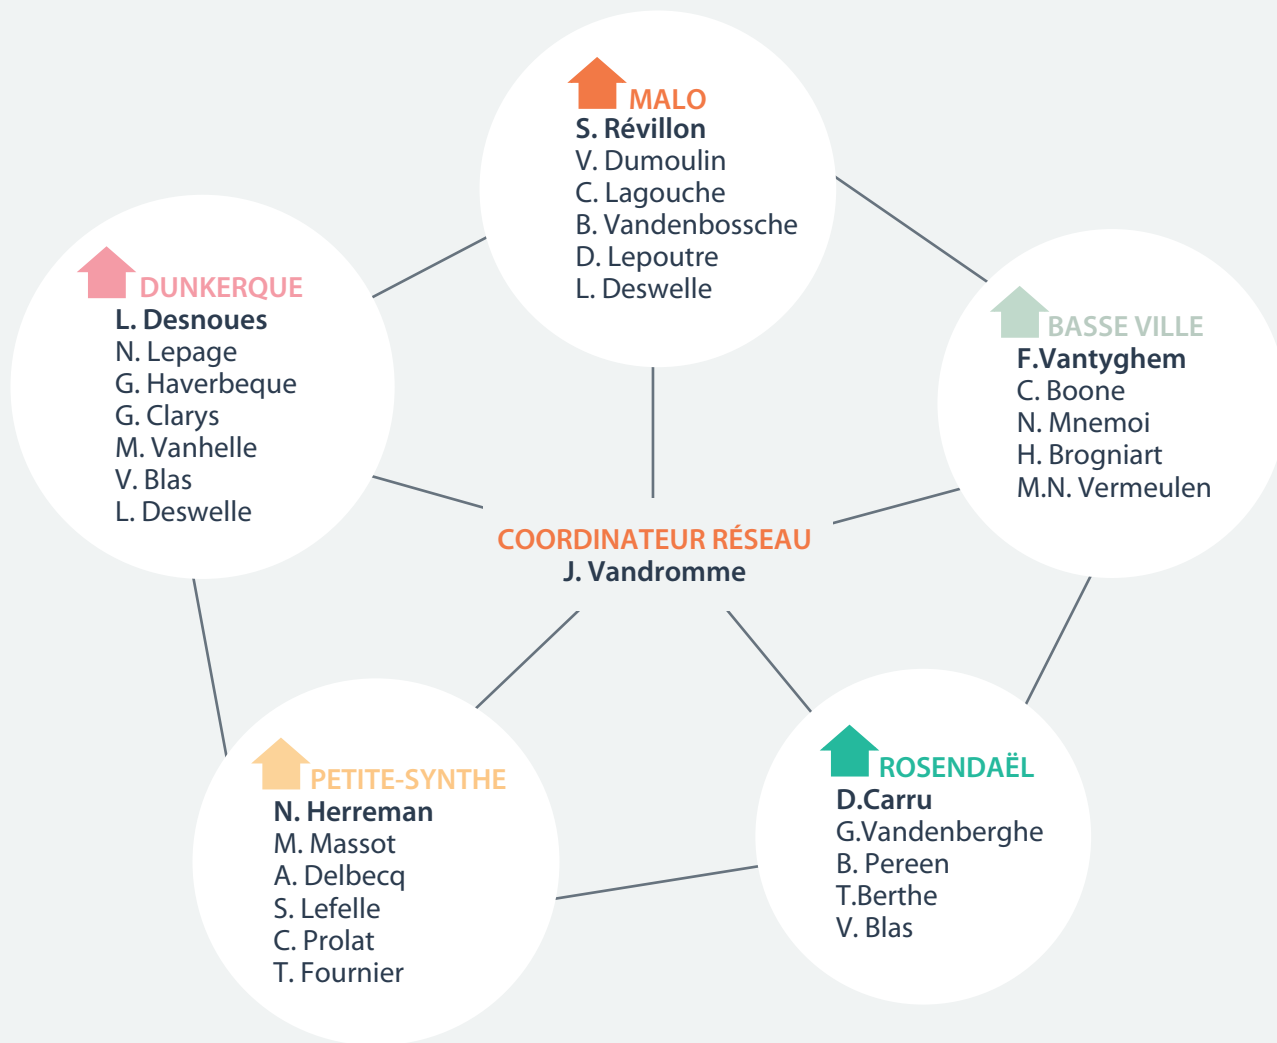 MALO
S. Révillon
V. Dumoulin
C. Lagouche
B. Vandenbossche
D. Lepoutre
L. Deswelle
DUNKERQUE
L. Desnoues
N. Lepage
G. Haverbeque
G. Clarys
M. Vanhelle
V. Blas
L. Deswelle
BASSE VILLE
F.Vantyghem
C. Boone
N. Mnemoi
H. Brogniart
M.N. Vermeulen
COORDINATEUR RÉSEAU
J. Vandromme
PETITE-SYNTHE
N. Herreman
M. Massot
A. Delbecq
S. Lefelle
C. Prolat
T. Fournier
ROSENDAËL
D.Carru
G.Vandenberghe
B. Pereen
T.Berthe
V. Blas